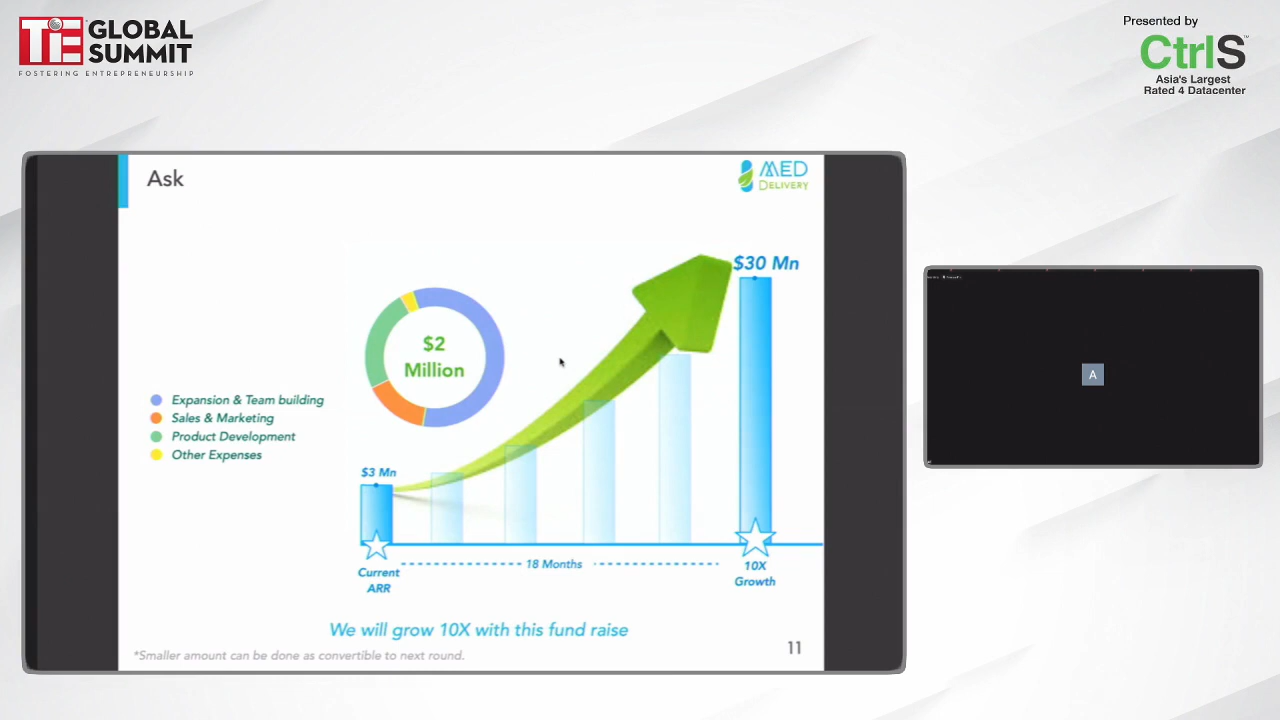 TiE GLOBAL
SUMMIT
FOSTERING ENTREPRENEURSHIP
Presented by
CtrlS™
Asia's Largest
Rated 4 Datacenter
Ask
MED
DELIVERY
$30 Mn
$2
Million
Expansion & Team building
Sales & Marketing
Product Development
Other Expenses
$3 Mn
A
18 Months
Current
ARR
10X
Growth
We will grow 10X with this fund raise
*Smaller amount can be done as convertible to next round.
11